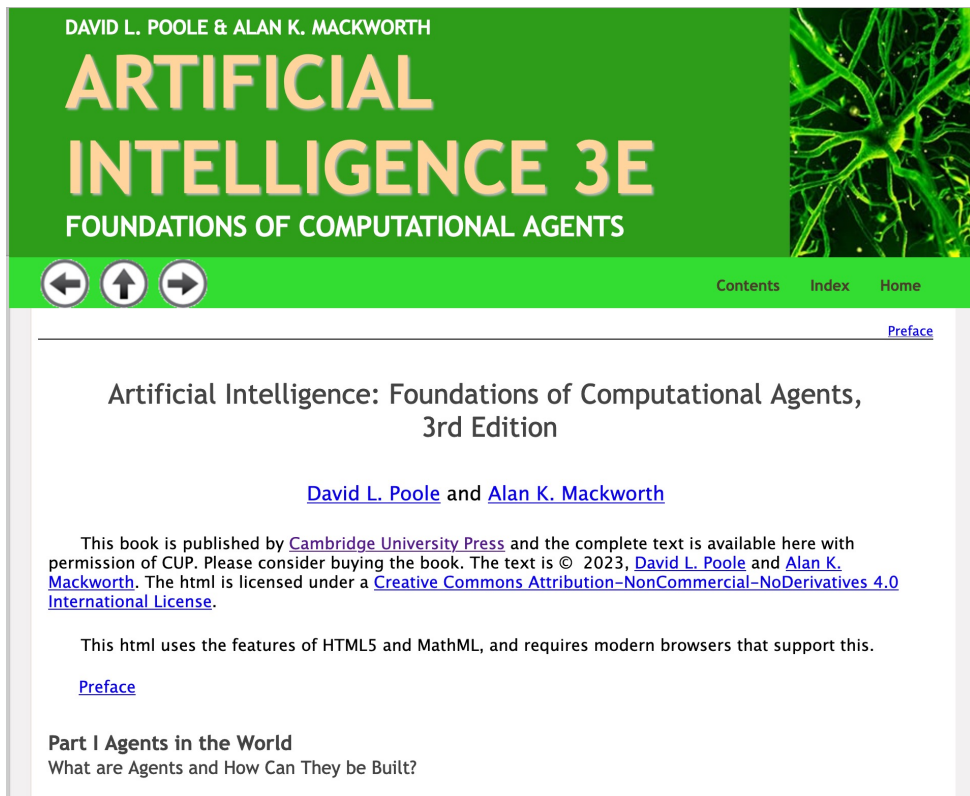 DAVID L. POOLE & ALAN K. MACKWORTH
ARTIFICIAL
INTELLIGENCE 3E
FOUNDATIONS OF COMPUTATIONAL AGENTS
Contents Index Home
Preface
Artificial Intelligence: Foundations of Computational Agents,
3rd Edition
David L. Poole and Alan K. Mackworth
This book is published by Cambridge University Press and the complete text is available here with
permission of CUP. Please consider buying the book. The text is © 2023, David L. Poole and Alan K.
Mackworth. The html is licensed under a Creative Commons Attribution-NonCommercial-NoDerivatives 4.0
International License.
This html uses the features of HTML5 and MathML, and requires modern browsers that support this.
Preface
Part I Agents in the World
What are Agents and How Can They be Built?